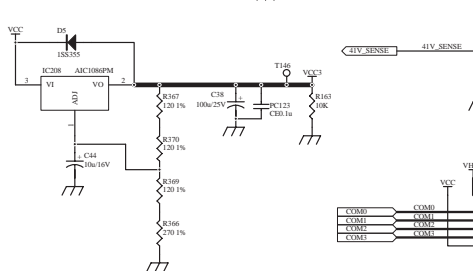 VCC
D5
1SS355
IC208 AIC1086PM
3 VI VO 2
ADJ
1
C44
10u/16V
R367
120 1%
R370
120 1%
R369
120 1%
R366
270 1%
C38
100u/25V
PC123
CE0.1u
T146
VCC3
R163
10K
41V_SENSE 41V_SENSE
VH
VCC
COM0 COM0
COM1 COM1
COM2 COM2
COM3 COM3